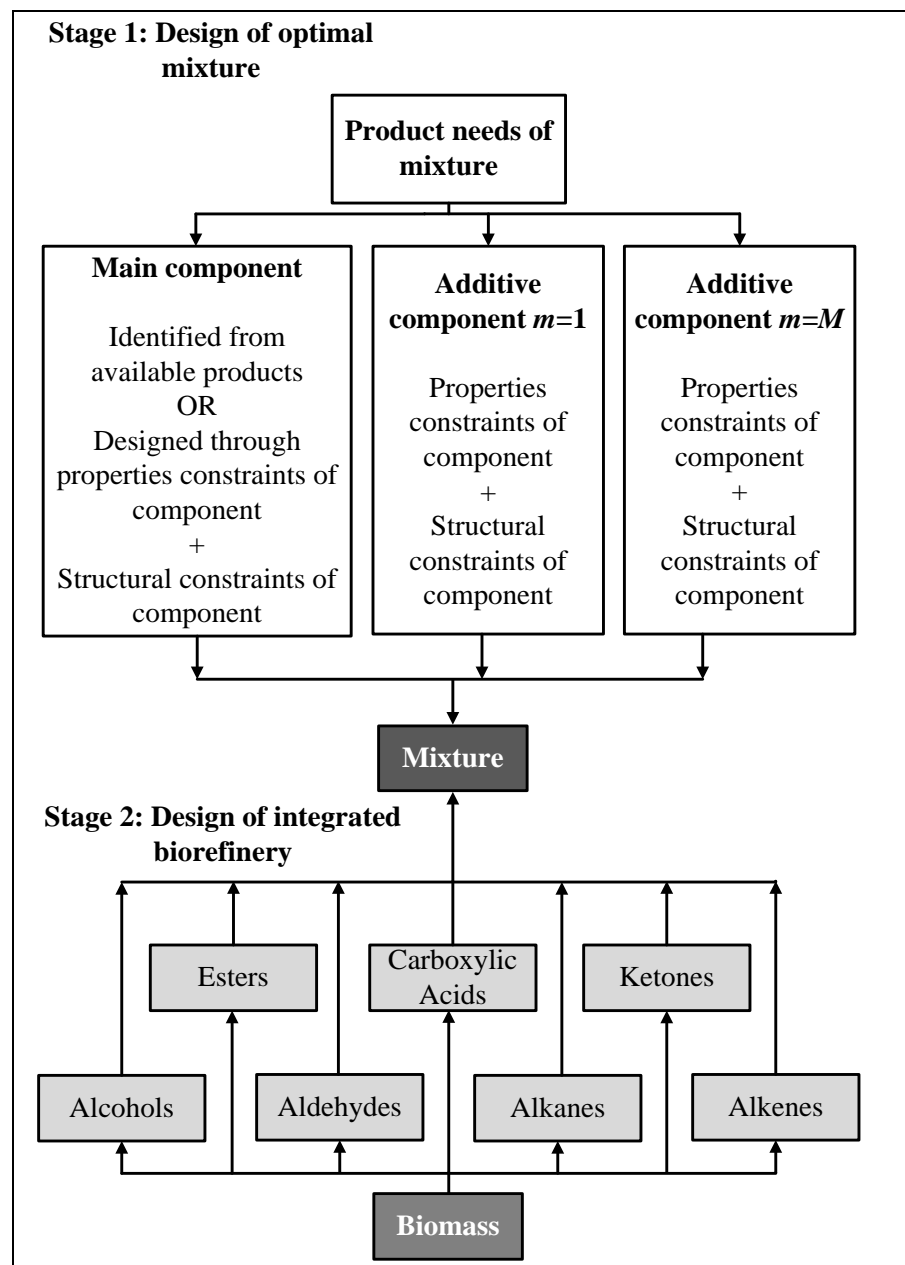 Stage 1: Design of optimal
mixture
Product needs of
mixture
Main component
Identified from
available products
OR
Designed through
properties constraints of
component
+
Structural constraints of
component
Additive
component m=1
Properties
constraints of
component
+
Structural
constraints of
component
Additive
component m=M
Properties
constraints of
component
+
Structural
constraints of
component
Mixture
Stage 2: Design of integrated
biorefinery
Esters
Carboxylic
Acids
Ketones
Alcohols
Aldehydes
Alkanes
Alkenes
Biomass